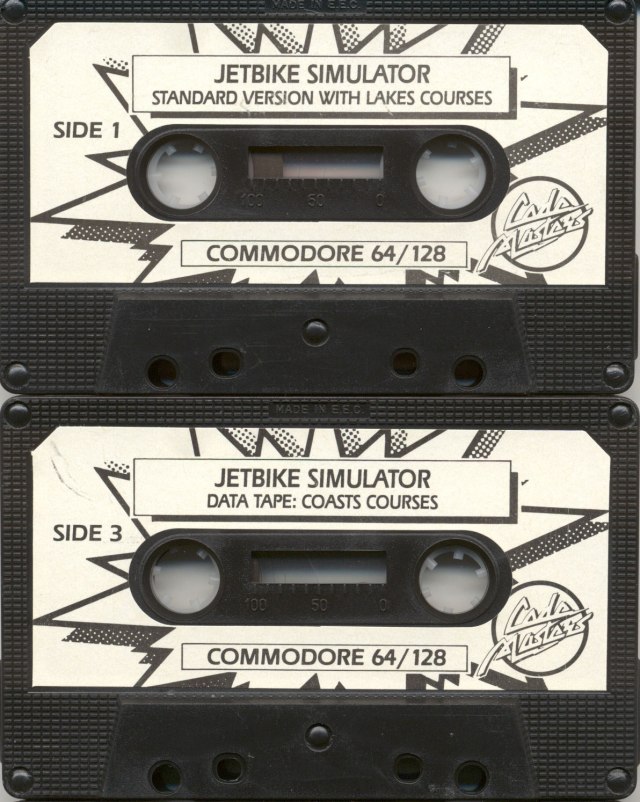 MADE IN E.E.C.
JETBIKE SIMULATOR
STANDARD VERSION WITH LAKES COURSES
SIDE 1
100 50 0
Code Masters
COMMODORE 64/128
MADE IN E.E.C.
JETBIKE SIMULATOR
DATA TAPE: COASTS COURSES
SIDE 3
100 50 0
Code Masters
COMMODORE 64/128